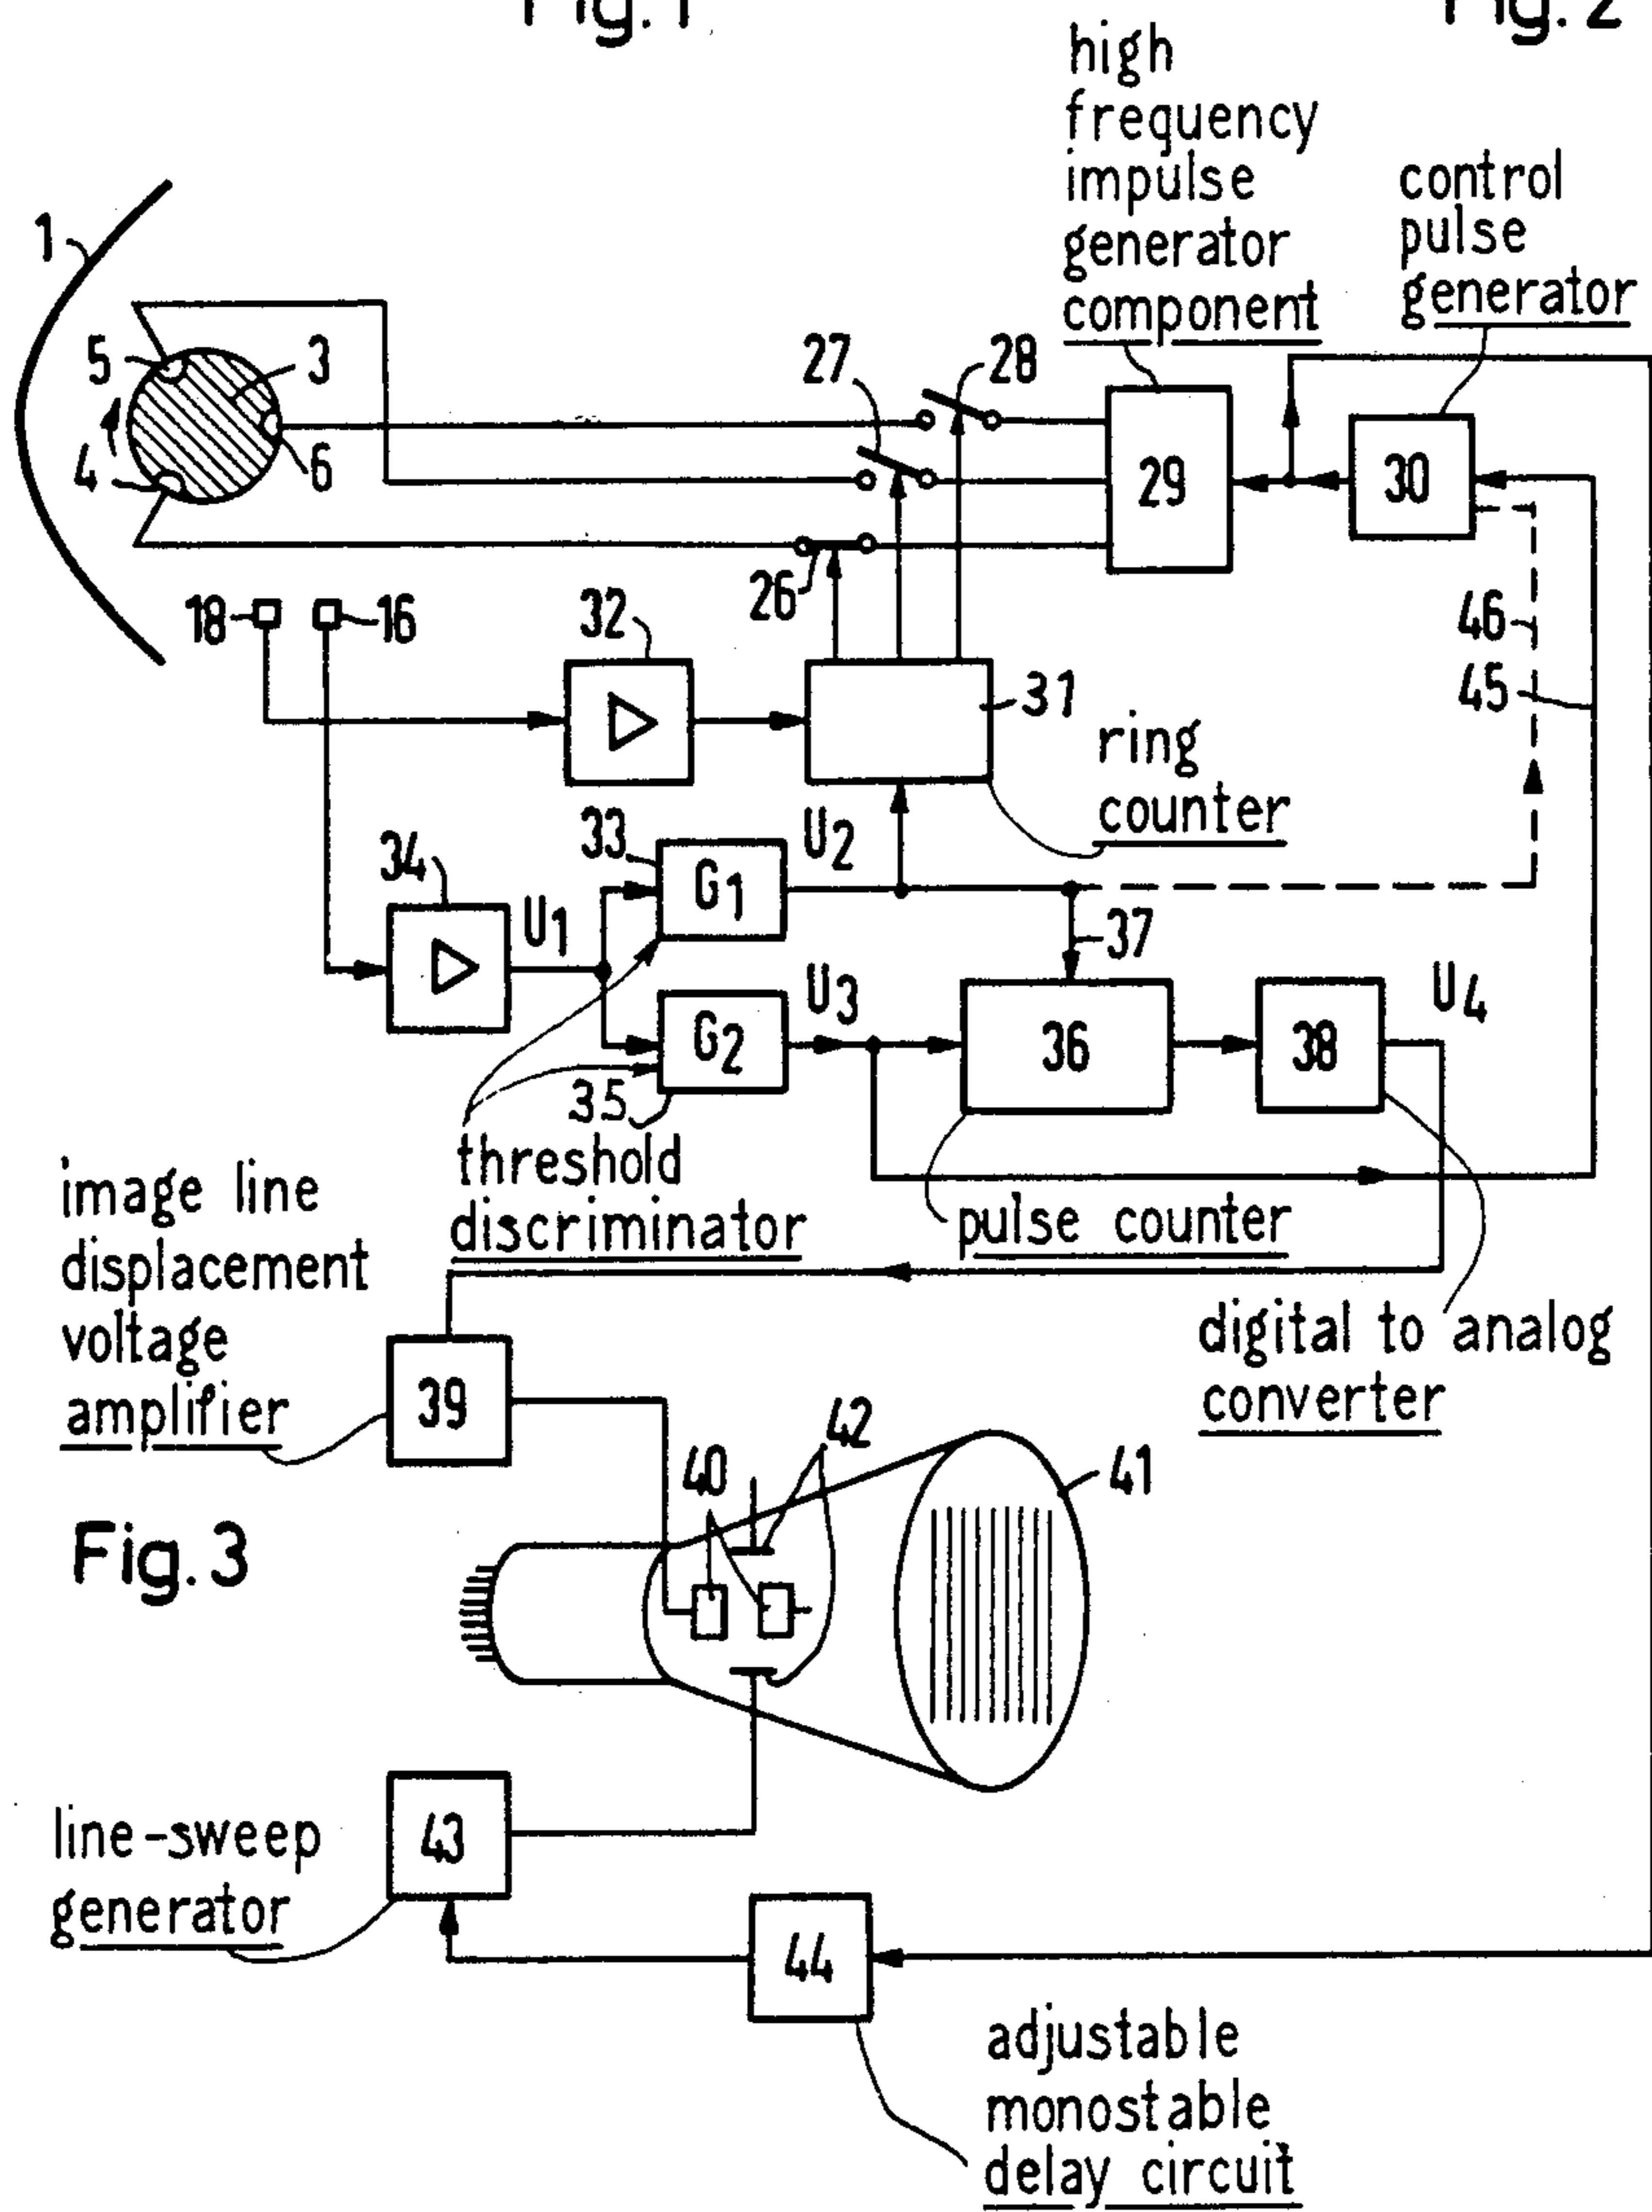 Fig. 1
Fig. 2
high
frequency
impulse
generator
component
control
pulse
generator
1
5
3
27
28
4
6
29
30
26
18
16
32
46
31
45
ring
counter
33
U2
34
G1
U1
37
U3
U4
G2
36
38
35
threshold
discriminator
image line
displacement
voltage
amplifier
pulse counter
digital to analog
converter
39
42
40
41
Fig. 3
43
line-sweep
generator
44
adjustable
monostable
delay circuit